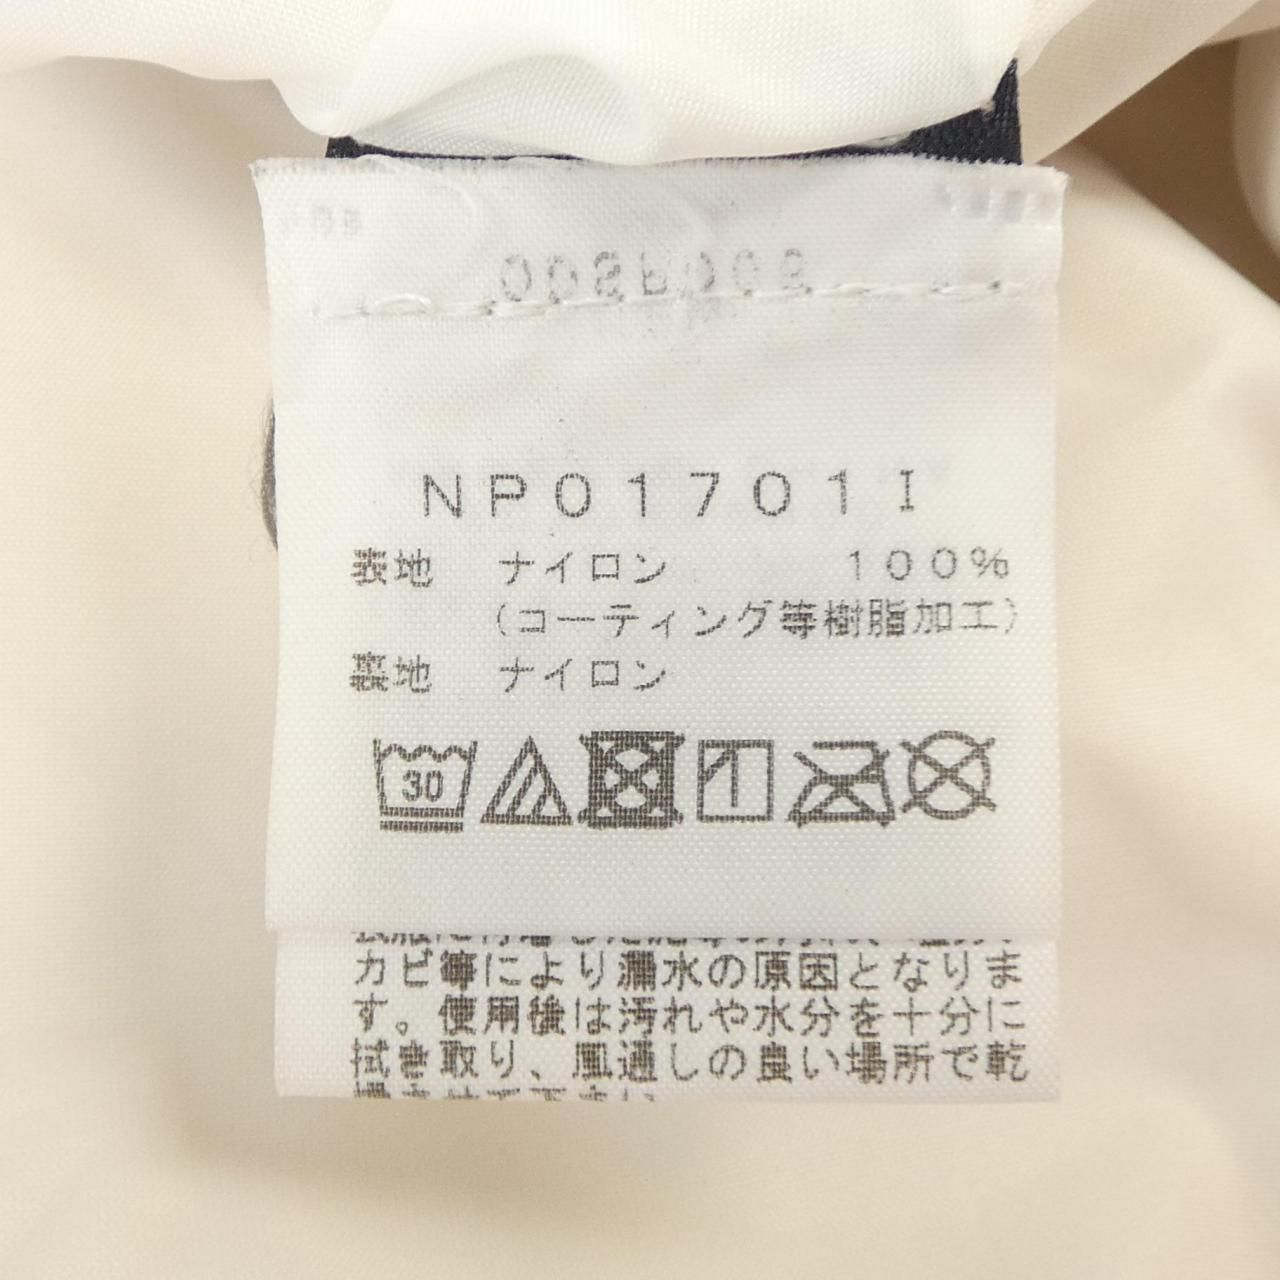 NP01701I
表地 ナイロン 100%
(コーティング等樹脂加工)
裏地 ナイロン
30
カビ等により漏水の原因となりま
す。使用後は汚れや水分を十分に
拭き取り、風通しの良い場所で乾